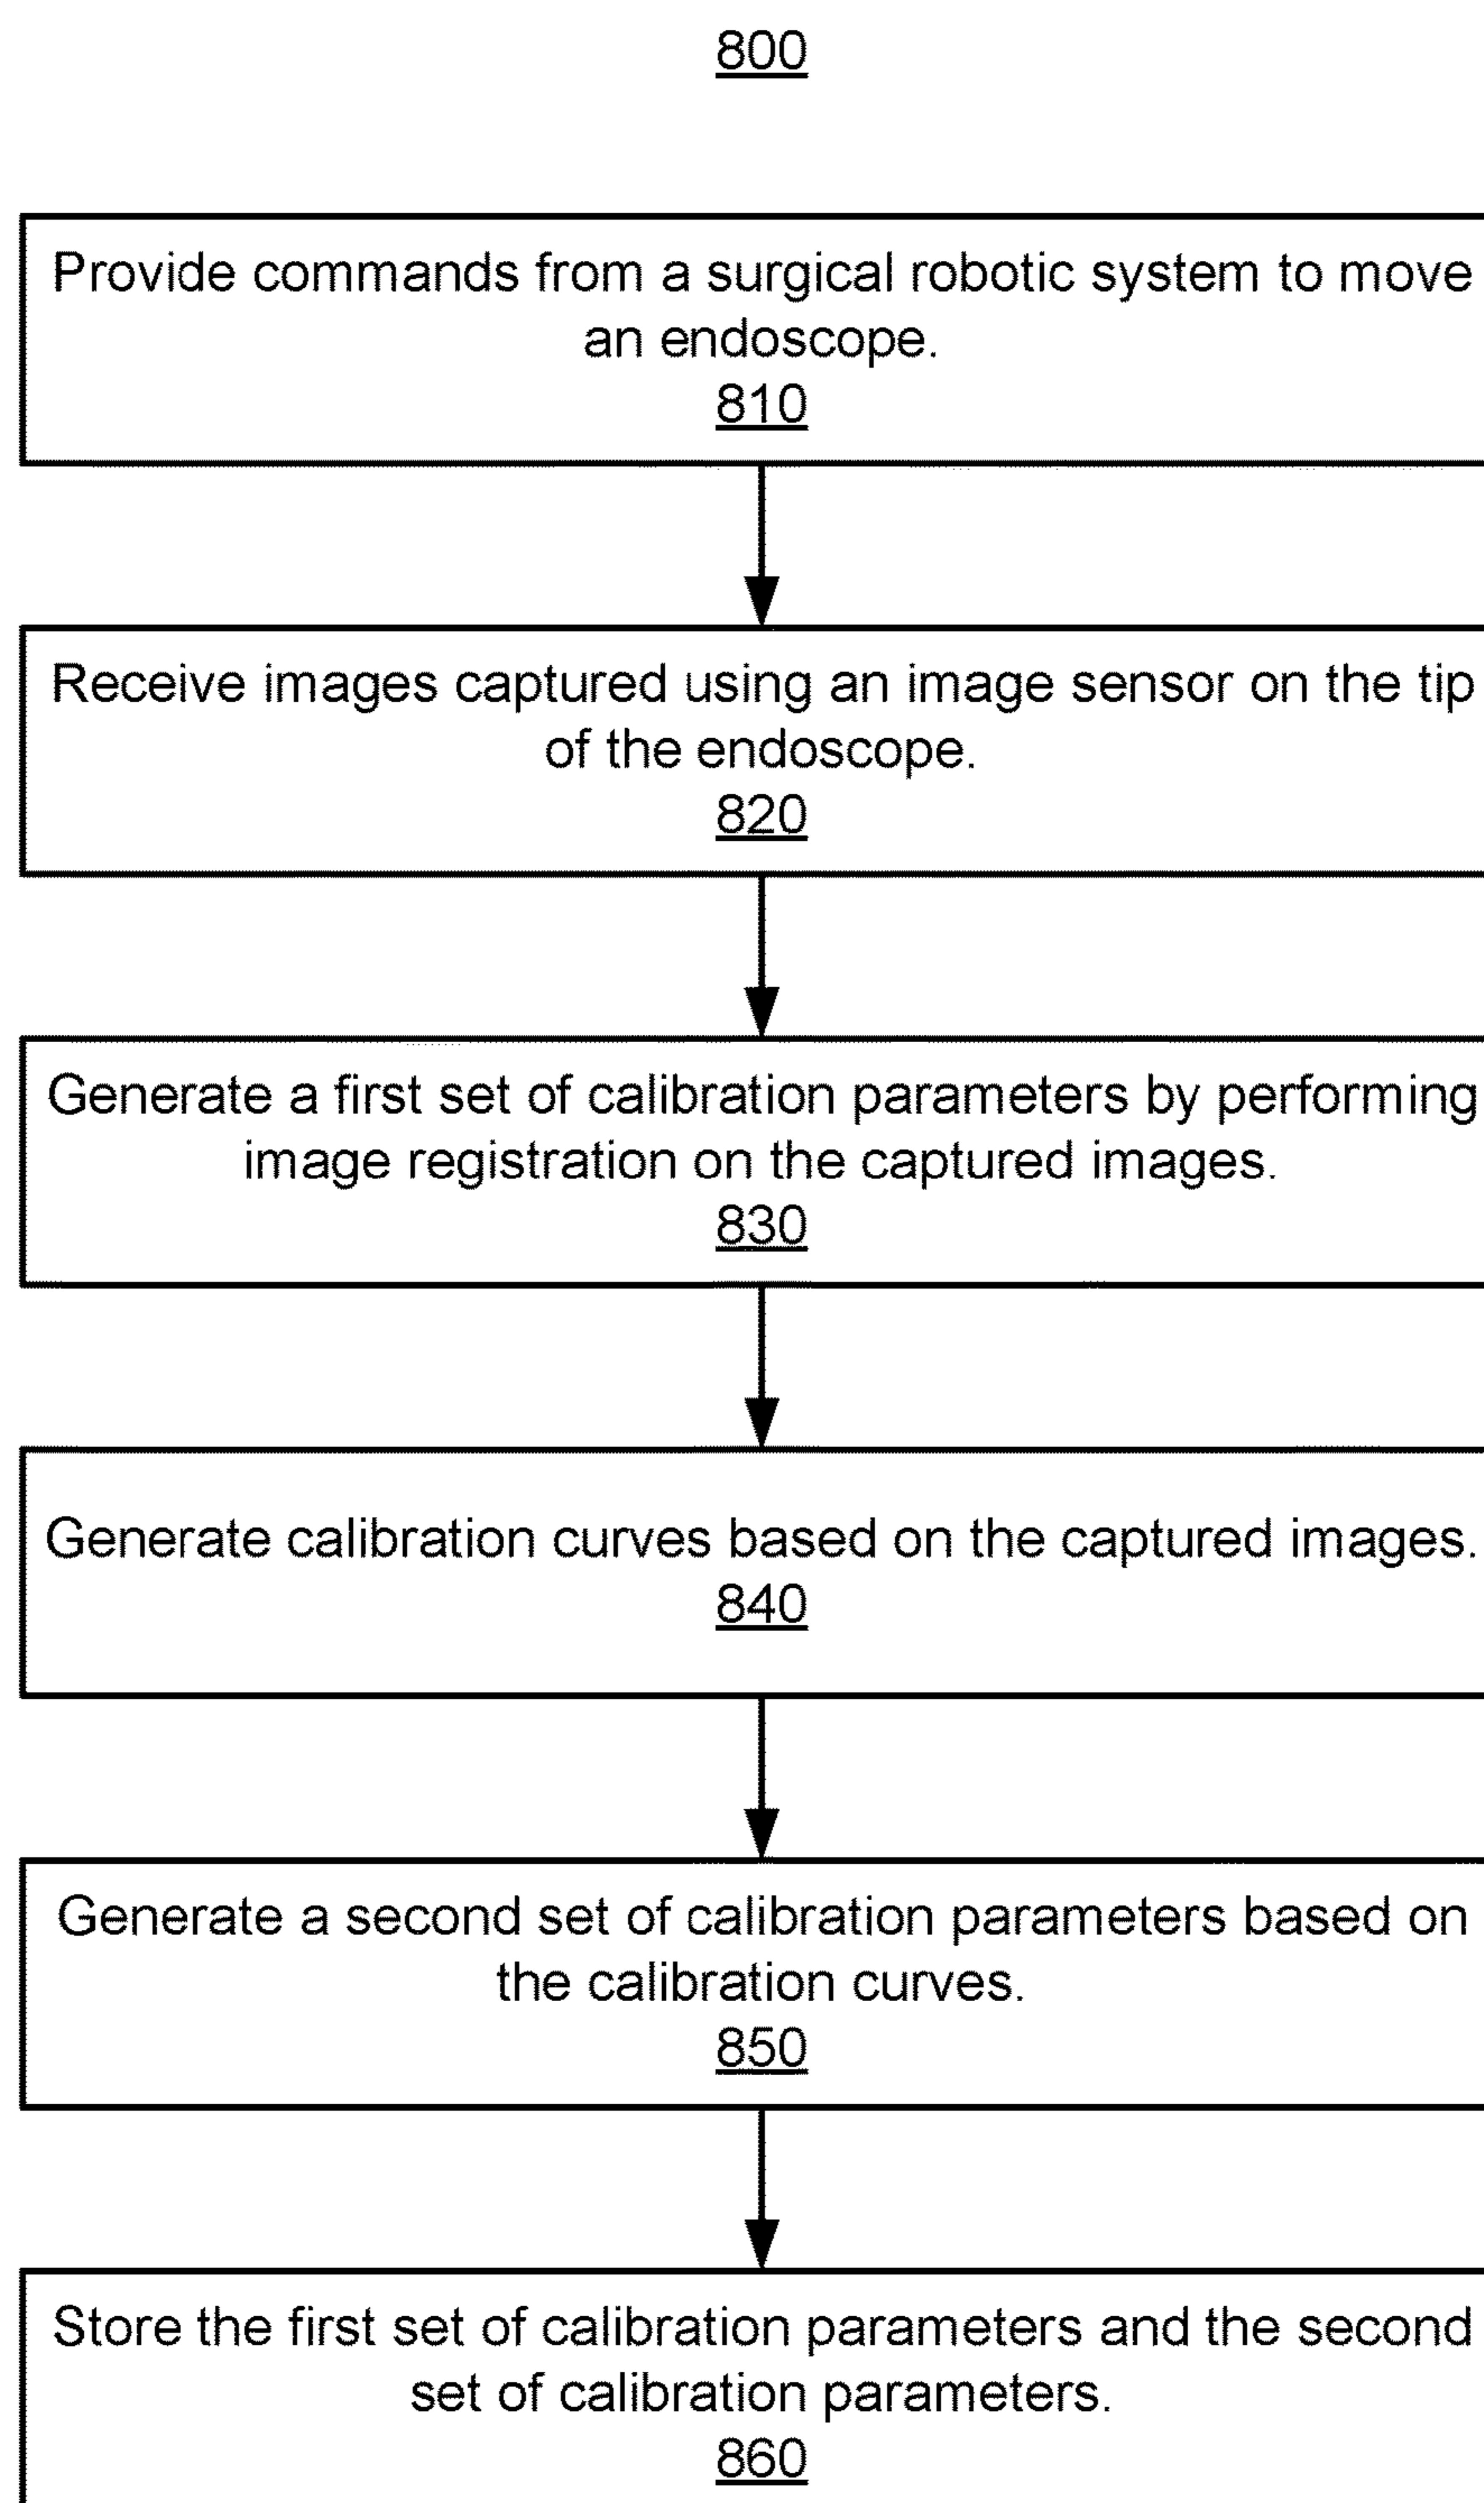 800
Provide commands from a surgical robotic system to move
an endoscope.
810
Receive images captured using an image sensor on the tip
of the endoscope.
820
Generate a first set of calibration parameters by performing
image registration on the captured images.
830
Generate calibration curves based on the captured images.
840
Generate a second set of calibration parameters based on
the calibration curves.
850
Store the first set of calibration parameters and the second
set of calibration parameters.
860